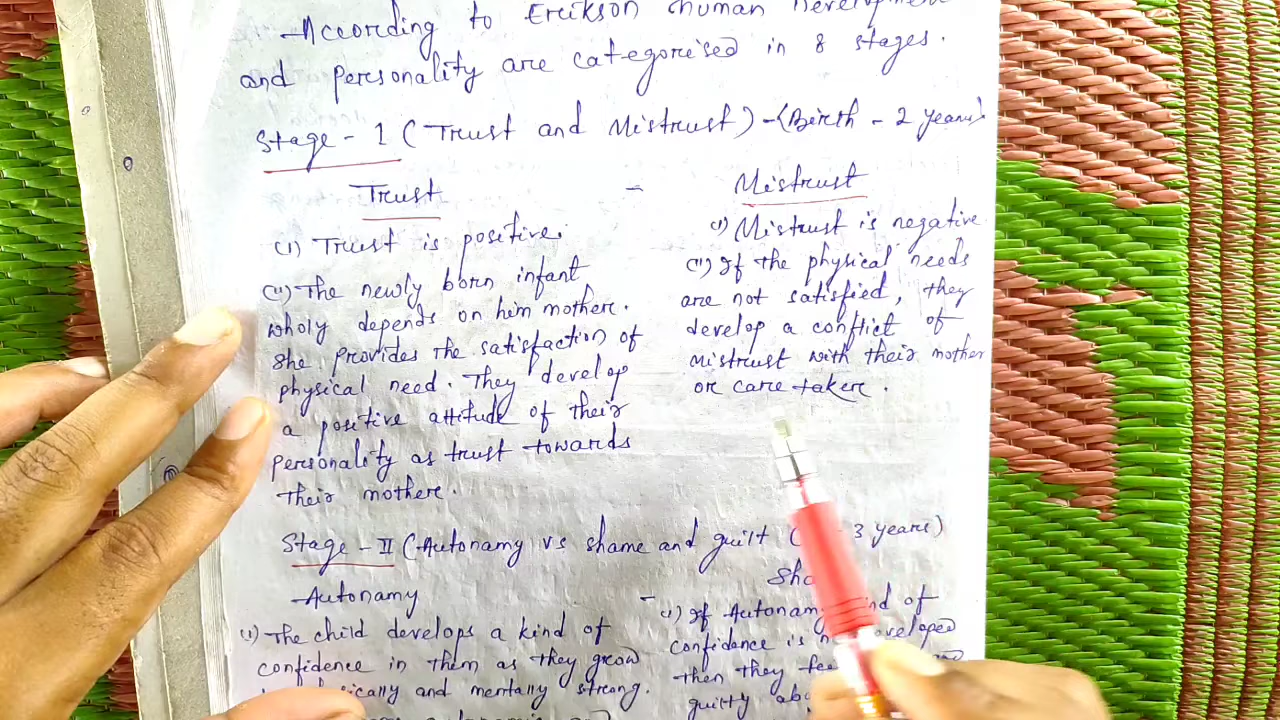 According to Erikson human Development
and personality are categorised in 8 stages.
Stage - 1 (Trust and Mistrust) - (Birth - 2 years)
Trust - Mistrust
(i) Trust is positive.
(ii) The newly born infant
wholy depends on him mother.
she provides the satisfaction of
physical need. They develop
a positive attitude of their
personality as trust towards
their mother.
(i) Mistrust is negative
(ii) If the physical needs
are not satisfied, they
develop a conflict of
mistrust with their mother
or care taker.
Stage - II (Autonamy vs shame and guilt ( - 3 years)
Autonamy -
(i) The child develops a kind of
confidence in them as they grow
and mentally strong.
(i) If Autonamy of
confidence is
then they
guilty